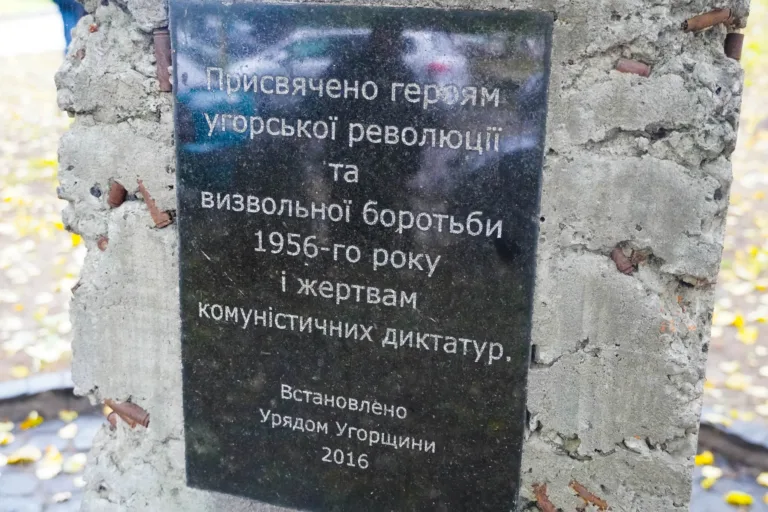 Присвячено героям
угорської революції
та
визвольної боротьби
1956-го року
і жертвам
комуністичних диктатур.
Встановлено
Урядом Угорщини
2016